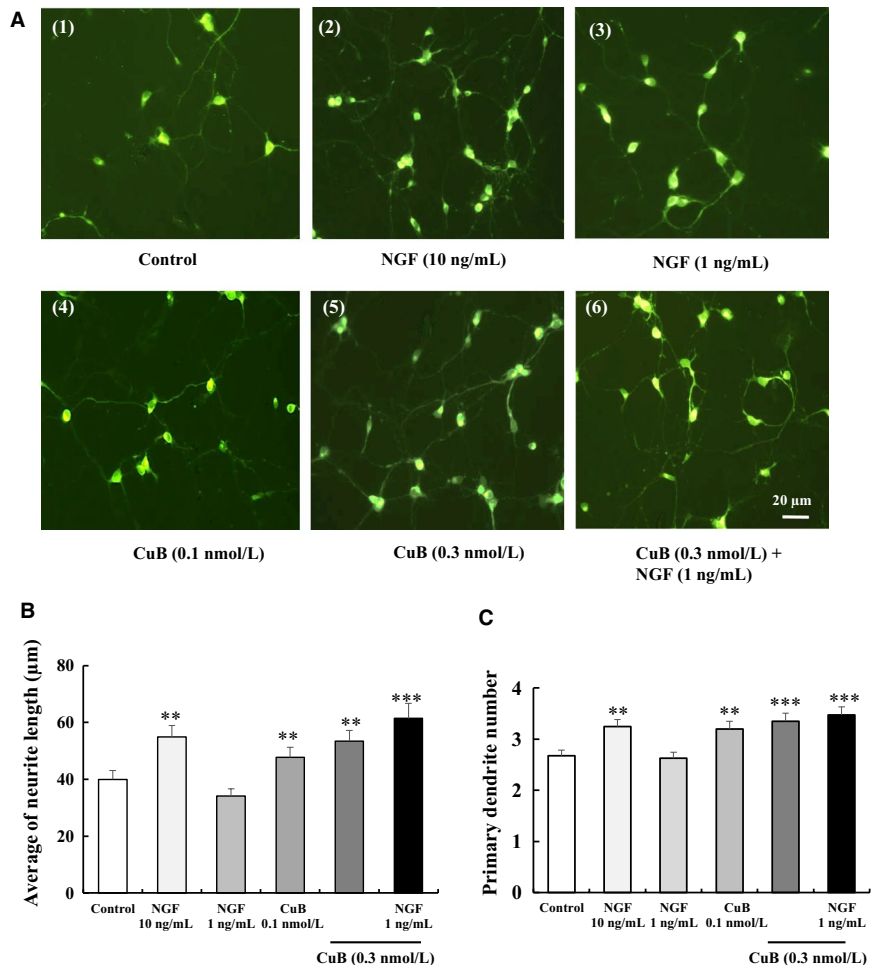 A
(1)
(2)
(3)
Control
NGF (10 ng/mL)
NGF (1 ng/mL)
(4)
(5)
(6)
20 μm
CuB (0.1 nmol/L)
CuB (0.3 nmol/L)
CuB (0.3 nmol/L) +
NGF (1 ng/mL)
B
Average of neurite length (μm)
80
60
40
20
0
**
**
**
***
Control
NGF
10 ng/mL
NGF
1 ng/mL
CuB
0.1 nmol/L
NGF
1 ng/mL
CuB (0.3 nmol/L)
C
Primary dendrite number
4
3
2
1
0
**
**
***
***
Control
NGF
10 ng/mL
NGF
1 ng/mL
CuB
0.1 nmol/L
NGF
1 ng/mL
CuB (0.3 nmol/L)